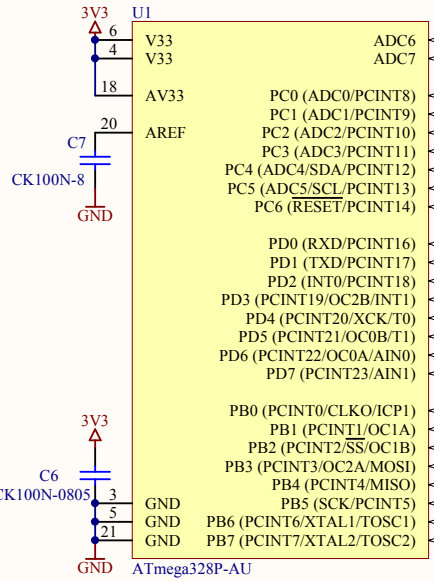 3V3 U1
6 V33 ADC6
4 V33 ADC7
18 AV33 PC0 (ADC0/PCINT8)
PC1 (ADC1/PCINT9)
20 AREF PC2 (ADC2/PCINT10)
C7 PC3 (ADC3/PCINT11)
PC4 (ADC4/SDA/PCINT12)
CK100N-8 PC5 (ADC5/SCL/PCINT13)
PC6 (RESET/PCINT14)
GND
PD0 (RXD/PCINT16)
PD1 (TXD/PCINT17)
PD2 (INT0/PCINT18)
PD3 (PCINT19/OC2B/INT1)
PD4 (PCINT20/XCK/T0)
PD5 (PCINT21/OC0B/T1)
PD6 (PCINT22/OC0A/AIN0)
PD7 (PCINT23/AIN1)
PB0 (PCINT0/CLKO/ICP1)
3V3 PB1 (PCINT1/OC1A)
PB2 (PCINT2/SS/OC1B)
PB3 (PCINT3/OC2A/MOSI)
C6 PB4 (PCINT4/MISO)
CK100N-0805 3 GND PB5 (SCK/PCINT5)
5 GND PB6 (PCINT6/XTAL1/TOSC1)
21 GND PB7 (PCINT7/XTAL2/TOSC2)
GND ATmega328P-AU